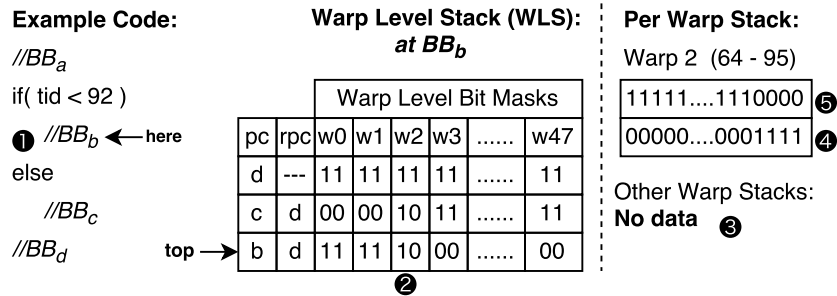 Example Code:
//BBa
if( tid < 92 )
❶ //BBb ← here
else
//BBc
//BBd
Warp Level Stack (WLS):
at BBb
Warp Level Bit Masks
pc rpc w0 w1 w2 w3 ...... w47
d --- 11 11 11 11 ...... 11
c d 00 00 10 11 ...... 11
top → b d 11 11 10 00 ...... 00
❷
Per Warp Stack:
Warp 2 (64 - 95)
11111....1110000 ❺
00000....0001111 ❹
Other Warp Stacks:
No data ❸